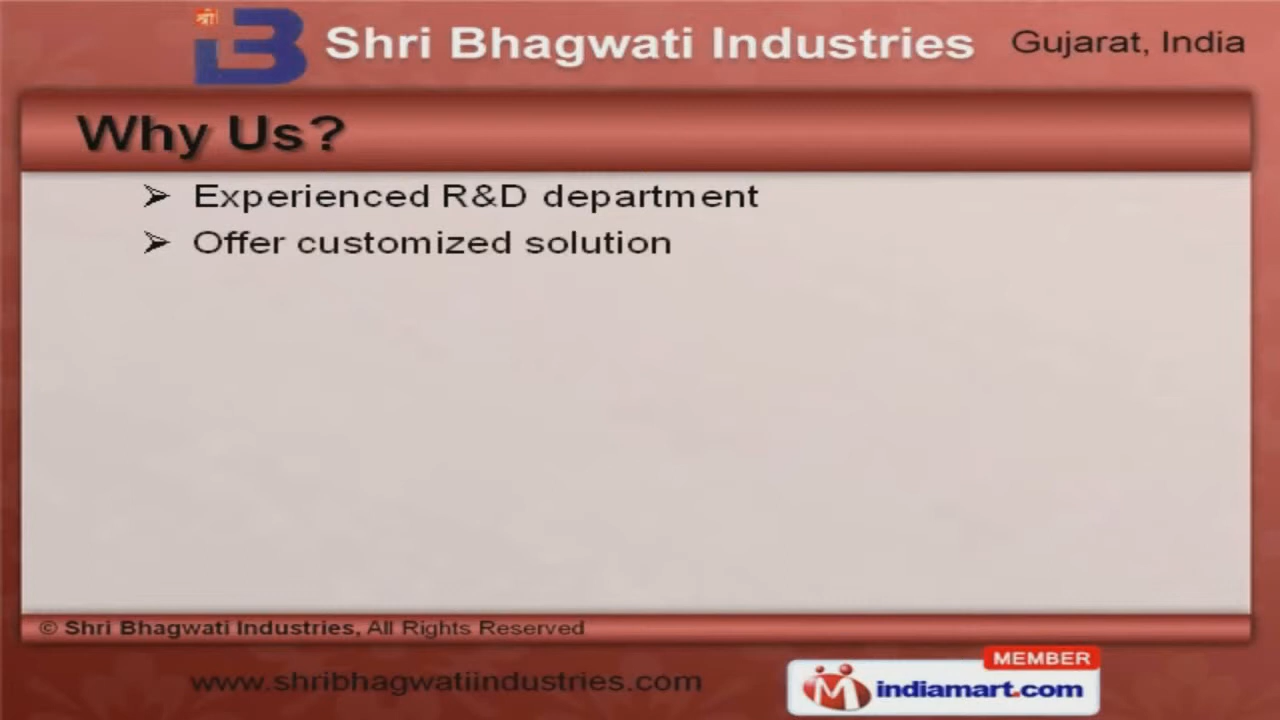 श्री
Shri Bhagwati Industries
Gujarat, India
Why Us?
➢ Experienced R&D department
➢ Offer customized solution
© Shri Bhagwati Industries, All Rights Reserved
www.shribhagwatiindustries.com
MEMBER
indiamart.com